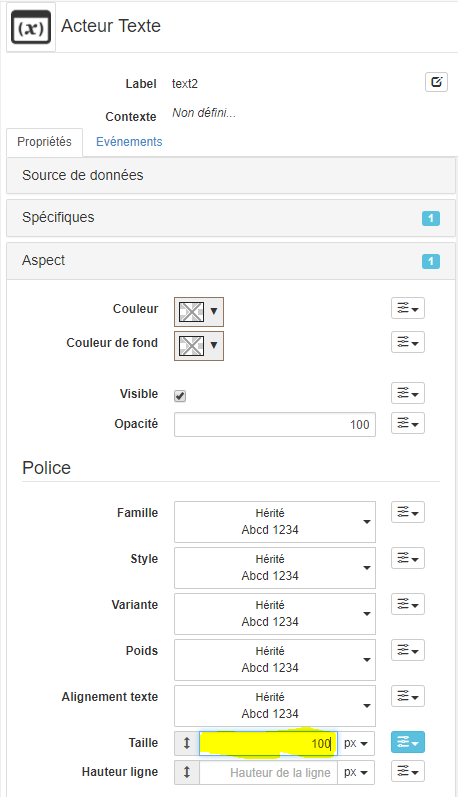 (x)
Acteur Texte
Label text2
Contexte Non défini...
Propriétés Evénements
Source de données
Spécifiques 1
Aspect 1
Couleur
Couleur de fond
Visible
Opacité 100
Police
Famille Hérité
Abcd 1234
Style Hérité
Abcd 1234
Variante Hérité
Abcd 1234
Poids Hérité
Abcd 1234
Alignement texte Hérité
Abcd 1234
Taille 100 px
Hauteur ligne Hauteur de la ligne px